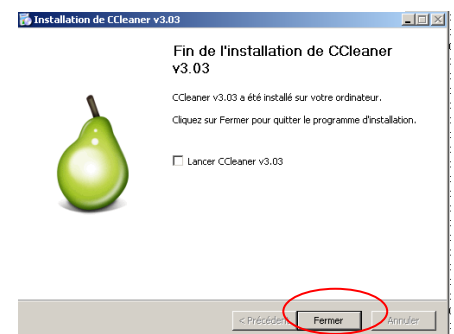 Installation de CCleaner v3.03
Fin de l'installation de CCleaner
v3.03
CCleaner v3.03 a été installé sur votre ordinateur.
Cliquez sur Fermer pour quitter le programme d'installation.
Lancer CCleaner v3.03
< Précédent Fermer Annuler